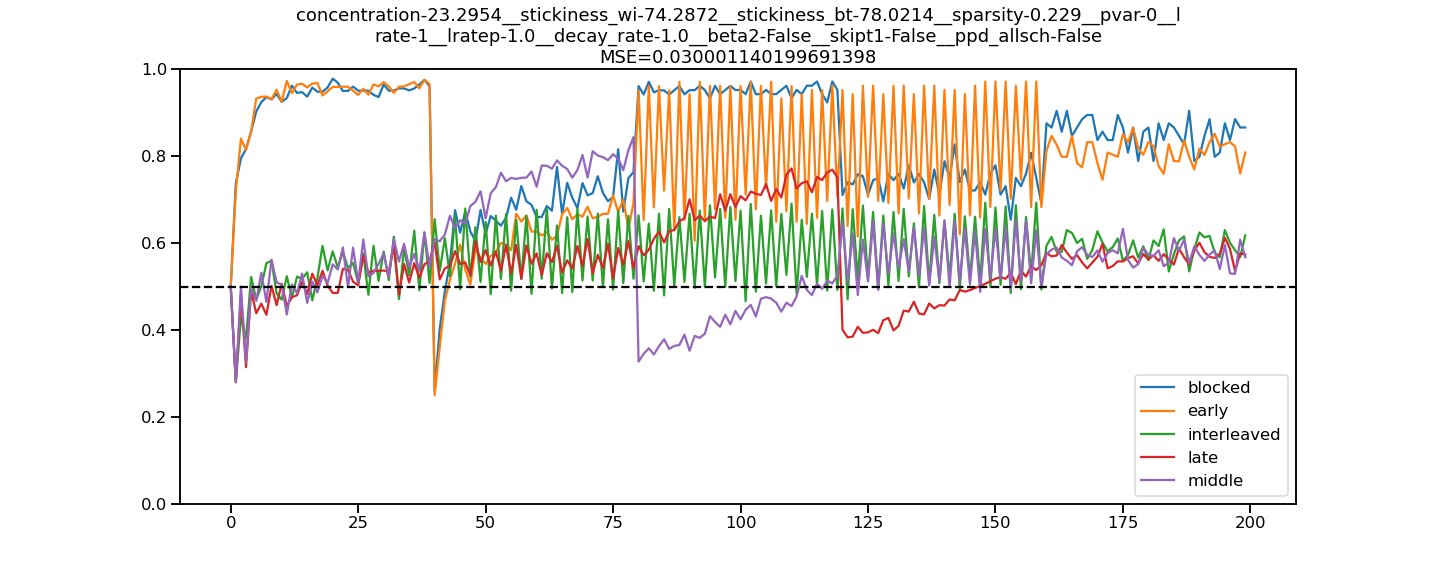 concentration-23.2954__stickiness_wi-74.2872__stickiness_bt-78.0214__sparsity-0.229__pvar-0__l
rate-1__lratep-1.0__decay_rate-1.0__beta2-False__skipt1-False__ppd_allsch-False
MSE=0.030001140199691398
1.0
0.8
0.6
0.4
0.2
0.0
0 25 50 75 100 125 150 175 200
blocked
early
interleaved
late
middle